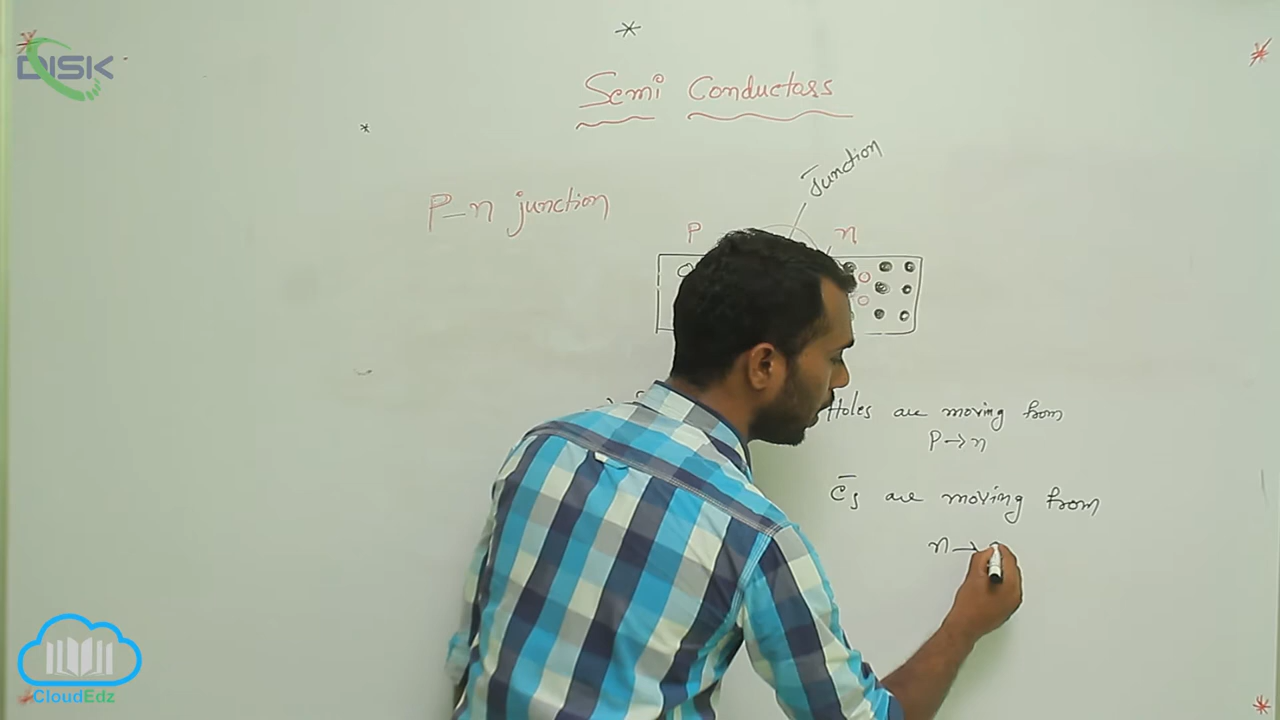 DISK
Semi Conductors
Junction
P-n junction
P n
Holes are moving from
P→n
e̅s are moving from
n→
CloudEdz